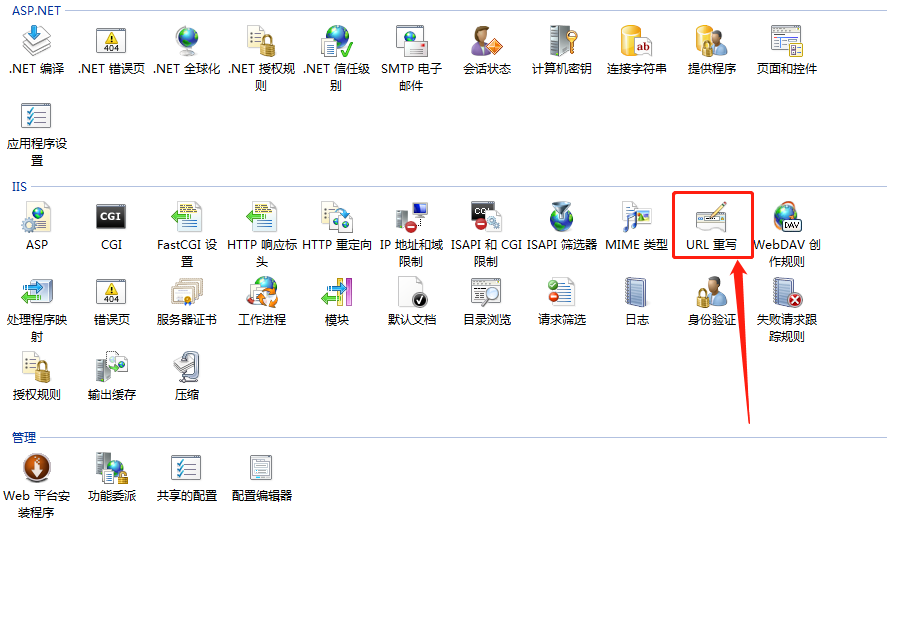 ASP.NET
404
ab
.NET 编译 .NET 错误页 .NET 全球化 .NET 授权规 .NET 信任级 SMTP 电子 会话状态 计算机密钥 连接字符串 提供程序 页面和控件
则 别 邮件
应用程序设
置
IIS
CGI CGI DAV
ASP CGI FastCGI 设 HTTP 响应标 HTTP 重定向 IP 地址和域 ISAPI 和 CGI ISAPI 筛选器 MIME 类型 URL 重写 WebDAV 创
置 头 限制 限制 作规则
404
处理程序映 错误页 服务器证书 工作进程 模块 默认文档 目录浏览 请求筛选 日志 身份验证 失败请求跟
射 踪规则
授权规则 输出缓存 压缩
管理
Web 平台安 功能委派 共享的配置 配置编辑器
装程序